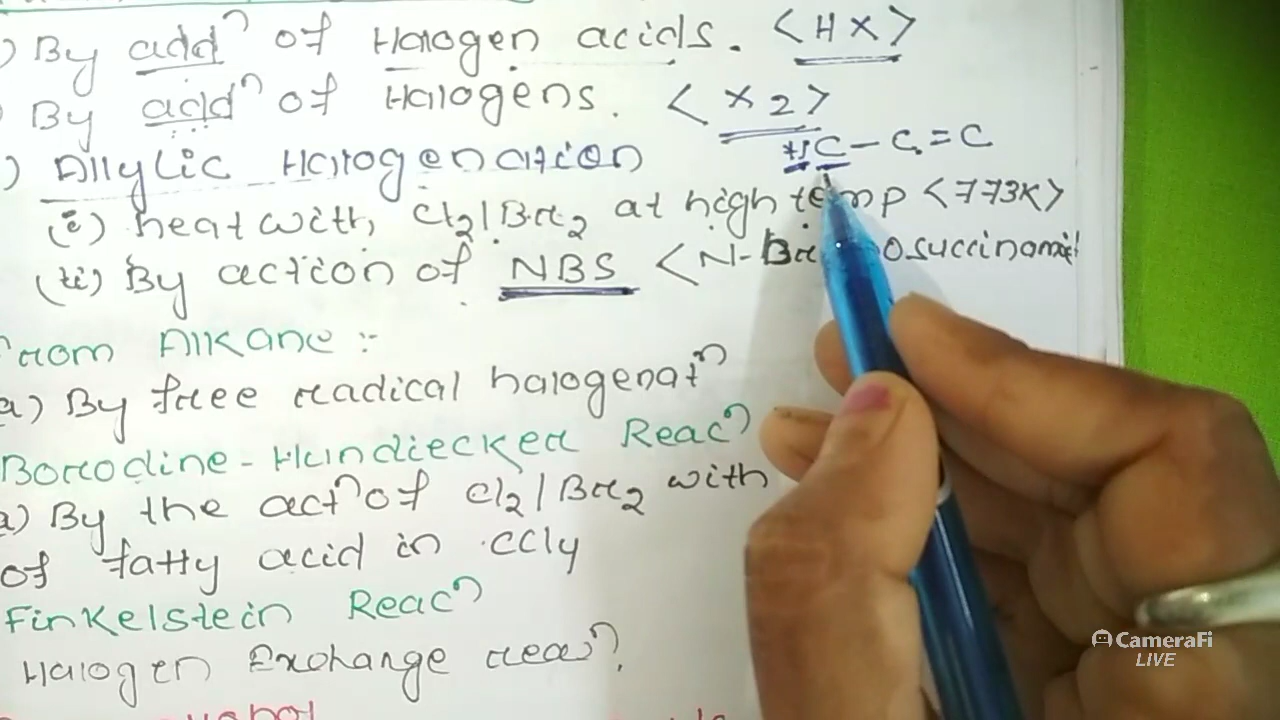 ) By addⁿ of Halogen acids. <HX>
) By addⁿ of Halogens. <X2>
) Allylic Halogenation C-C=C
(i) heat with Cl2/Br2 at high temp <773K>
(ii) By action of NBS <N-
From Alkane :-
a) By free radical halogenatⁿ
Borodine-Hundiecker Reacⁿ
a) By the actⁿ of Cl2/Br2 with
of fatty acid in CCl4
Finkelstein Reacⁿ
Halogen Exchange reacⁿ.
CameraFi
LIVE